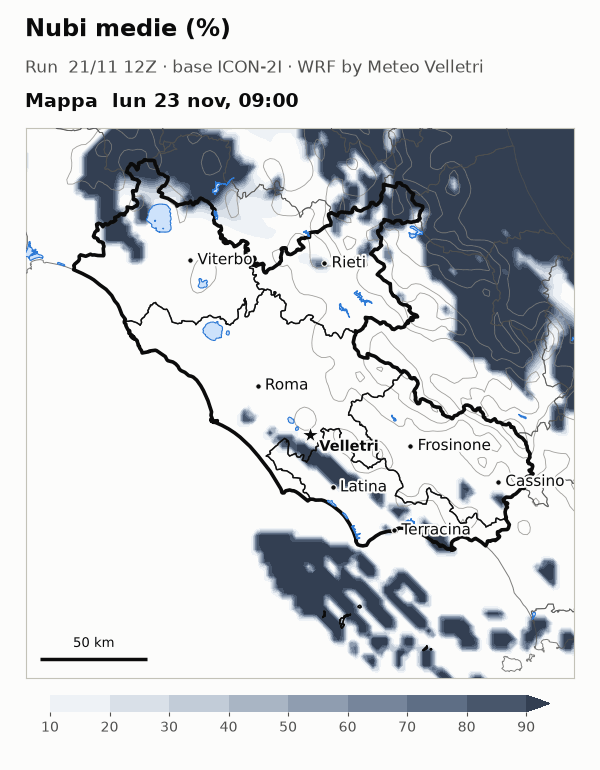 Nubi medie (%)
Run 21/11 12Z · base ICON-2I · WRF by Meteo Velletri
Mappa lun 23 nov, 09:00
Viterbo
Rieti
Roma
Velletri
Frosinone
Latina
Cassino
Terracina
50 km
10 20 30 40 50 60 70 80 90